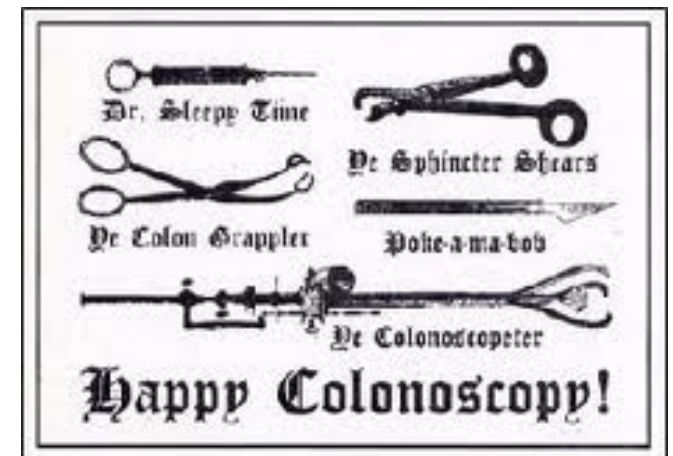 Dr. Sleepy Time
Ye Sphincter Shears
Ye Colon Grappler
Poke-a-ma-bob
Ye Colonoscopeter
Happy Colonoscopy!